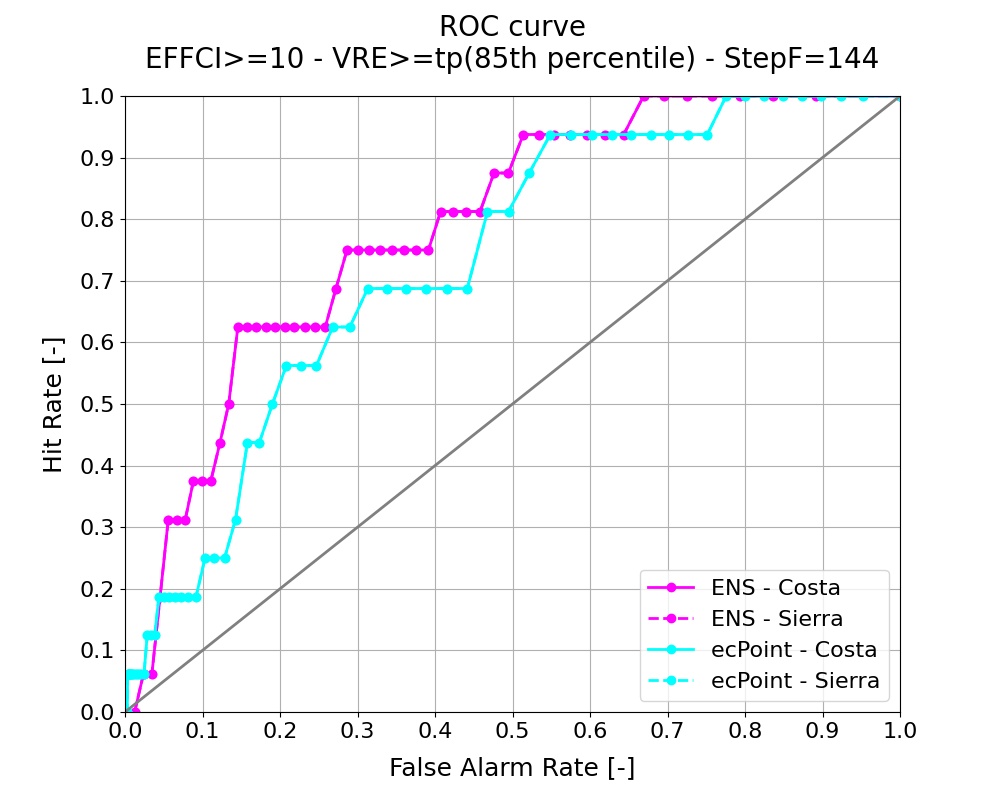 ROC curve
EFFCI>=10 - VRE>=tp(85th percentile) - StepF=144
1.0
0.9
0.8
0.7
0.6
0.5
0.4
0.3
0.2
0.1
0.0
Hit Rate [-]
ENS - Costa
ENS - Sierra
ecPoint - Costa
ecPoint - Sierra
0.0 0.1 0.2 0.3 0.4 0.5 0.6 0.7 0.8 0.9 1.0
False Alarm Rate [-]